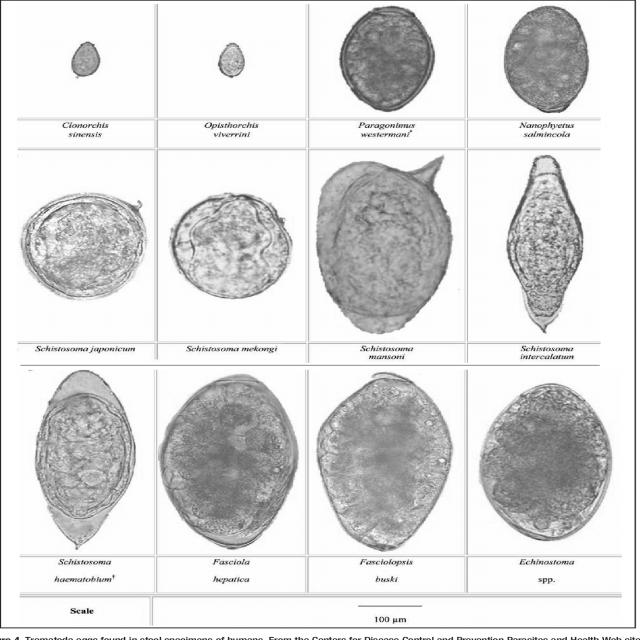 Clonorchis
sinensis
Opisthorchis
viverrini
Paragonimus
westermani*
Nanophyetus
salmincola
Schistosoma japonicum
Schistosoma mekongi
Schistosoma
mansoni
Schistosoma
intercalatum
Schistosoma
haematobium†
Fasciola
hepatica
Fasciolopsis
buski
Echinostoma
spp.
Scale
100 µm
4. Trematode eggs found in stool specimens of humans. From the Centers for Disease Control and Prevention Parasites and Health Web site